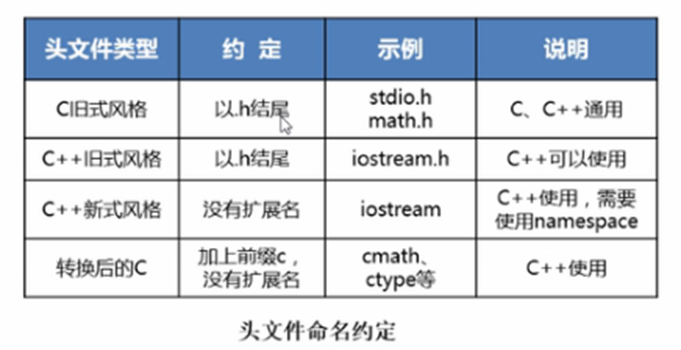 头文件类型 约 定 示例 说明
C旧式风格 以.h结尾 stdio.h C、C++通用
math.h
C++旧式风格 以.h结尾 iostream.h C++可以使用
C++新式风格 没有扩展名 iostream C++使用，需要
使用namespace
转换后的C 加上前缀c， cmath、 C++使用
没有扩展名 ctype等
头文件命名约定